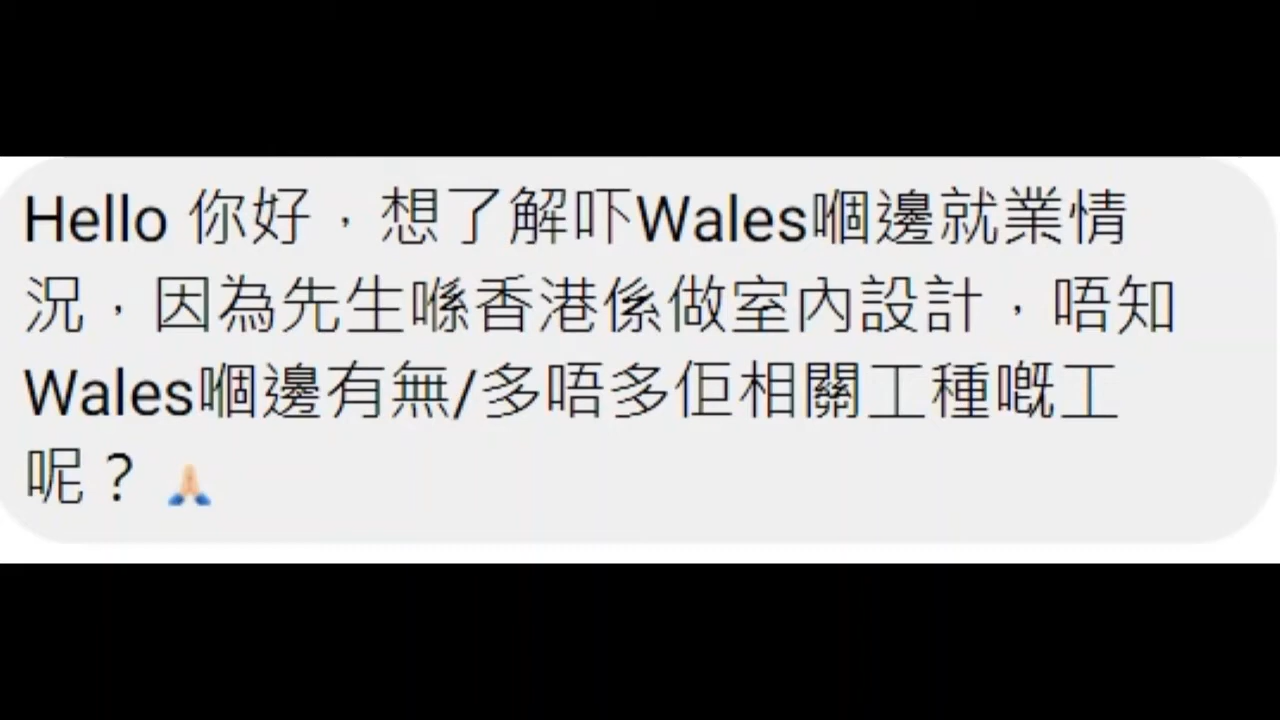 Hello 你好，想了解吓Wales嗰邊就業情
況，因為先生喺香港係做室內設計，唔知
Wales嗰邊有無/多唔多佢相關工種嘅工
呢？ 🙏🏻